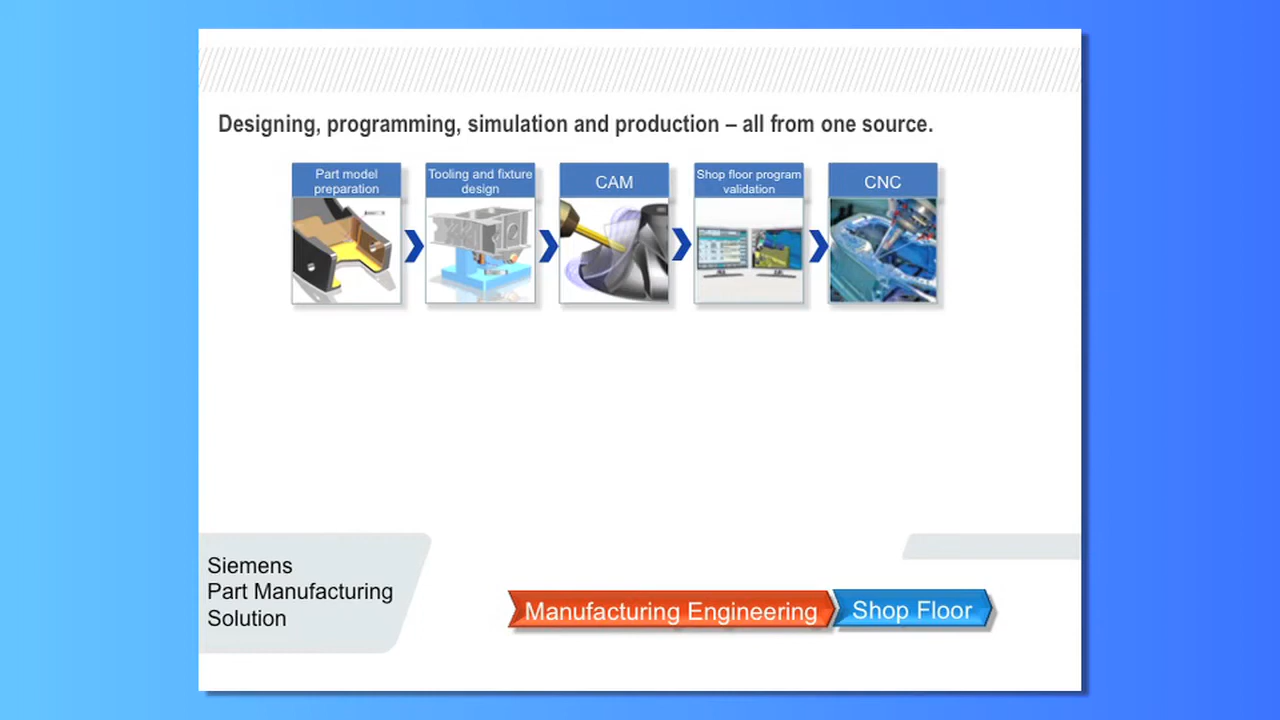 Designing, programming, simulation and production – all from one source.
Part model
preparation
Tooling and fixture
design
CAM
Shop floor program
validation
CNC
Siemens
Part Manufacturing
Solution
Manufacturing Engineering
Shop Floor